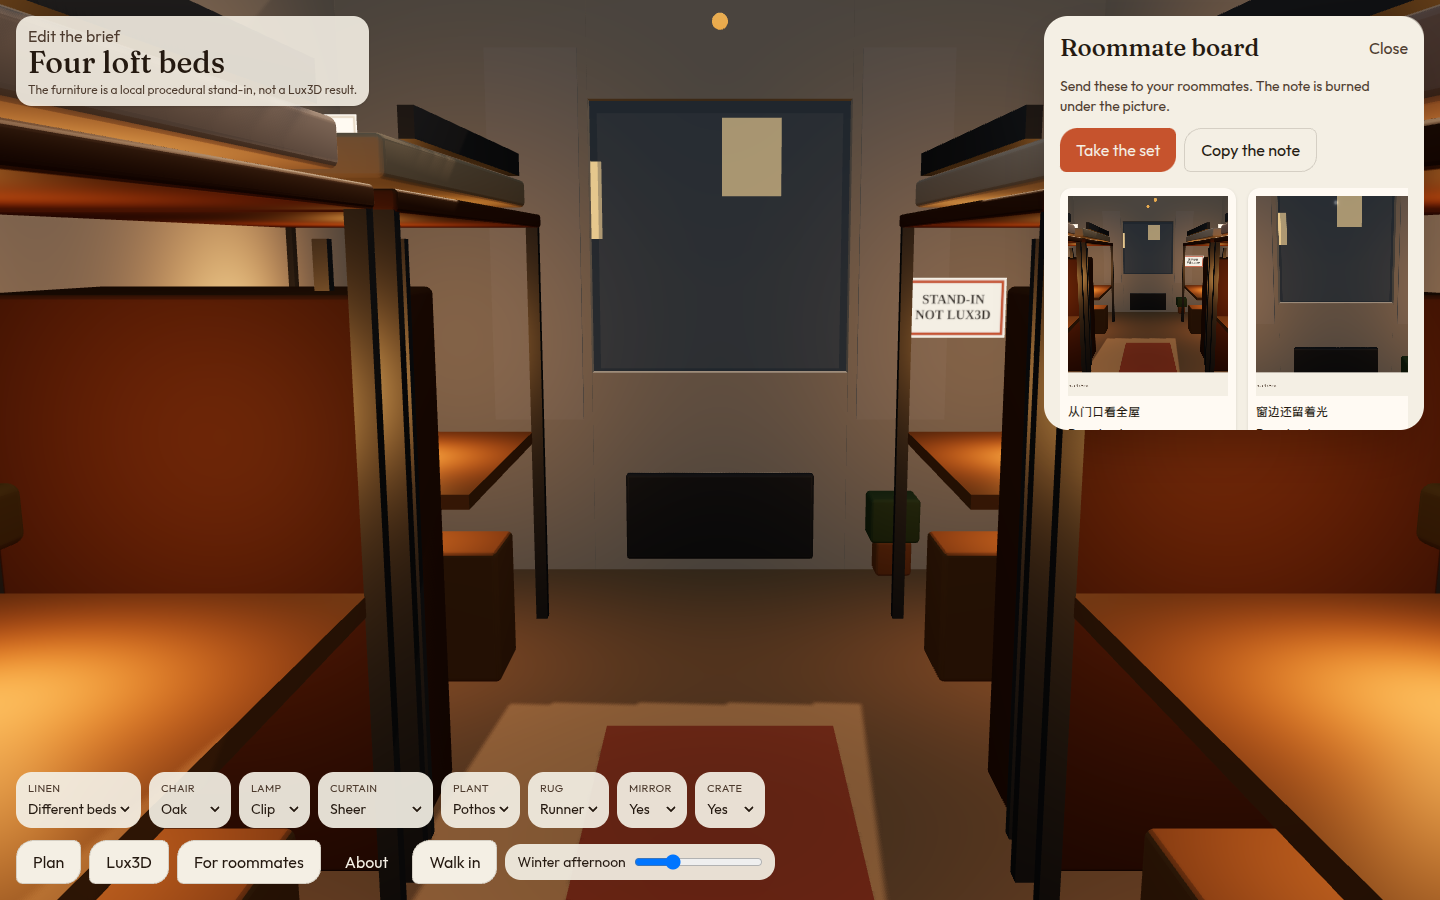 Edit the brief
Four loft beds
The furniture is a local procedural stand-in, not a Lux3D result.
Roommate board
Close
Send these to your roommates. The note is burned
under the picture.
Take the set
Copy the note
从门口看全屋
窗边还留着光
STAND-IN
NOT LUX3D
LINEN
Different beds
CHAIR
Oak
LAMP
Clip
CURTAIN
Sheer
PLANT
Pothos
RUG
Runner
MIRROR
Yes
CRATE
Yes
Plan
Lux3D
For roommates
About
Walk in
Winter afternoon